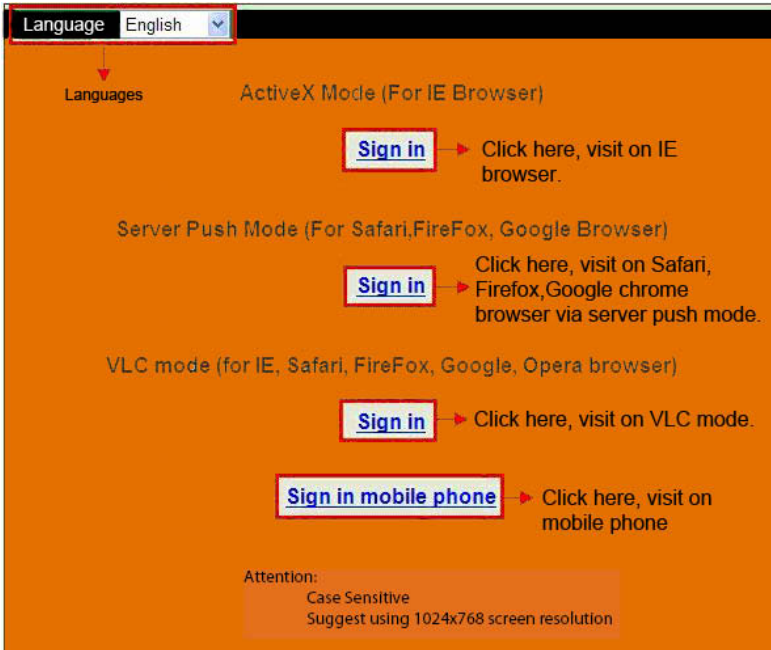 Language English
Languages
ActiveX Mode (For IE Browser)
Sign in
Click here, visit on IE
browser.
Server Push Mode (For Safari,FireFox, Google Browser)
Sign in
Click here, visit on Safari,
Firefox,Google chrome
browser via server push mode.
VLC mode (for IE, Safari, FireFox, Google, Opera browser)
Sign in
Click here, visit on VLC mode.
Sign in mobile phone
Click here, visit on
mobile phone
Attention:
Case Sensitive
Suggest using 1024x768 screen resolution